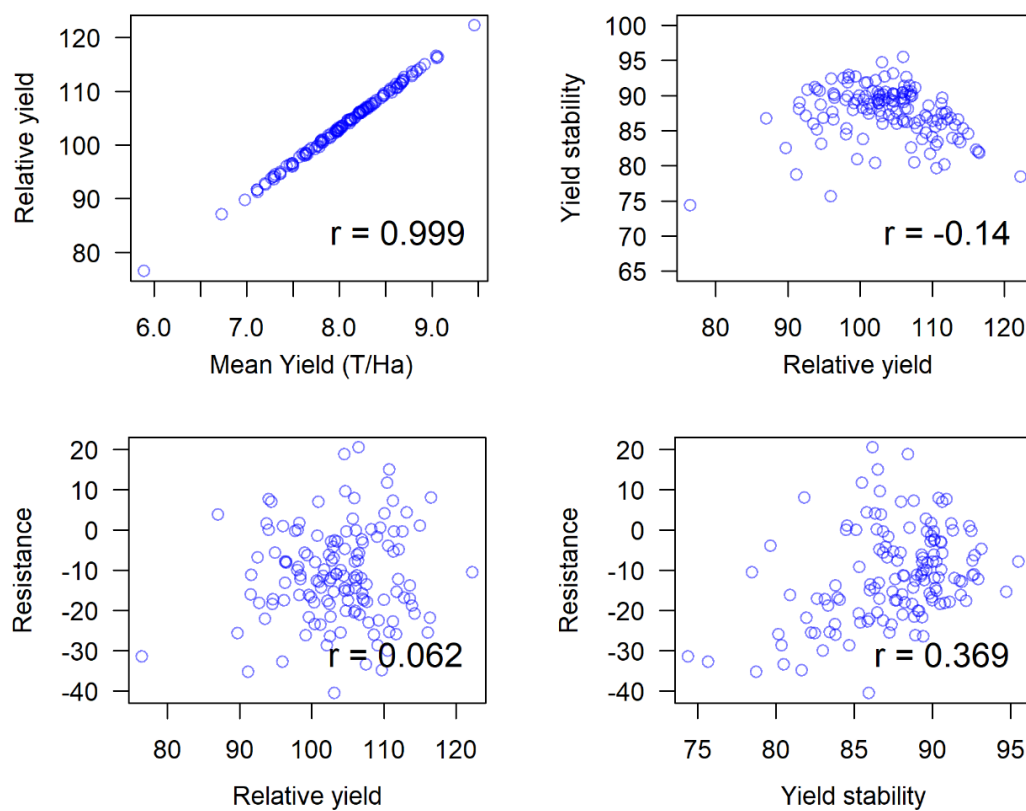 Relative yield
120
110
100
90
80
r = 0.999
6.0 7.0 8.0 9.0
Mean Yield (T/Ha)
Yield stability
100
95
90
85
80
75
70
65
r = -0.14
80 90 100 110 120
Relative yield
Resistance
20
10
0
-10
-20
-30
-40
r = 0.062
80 90 100 110 120
Relative yield
Resistance
20
10
0
-10
-20
-30
-40
r = 0.369
75 80 85 90 95
Yield stability